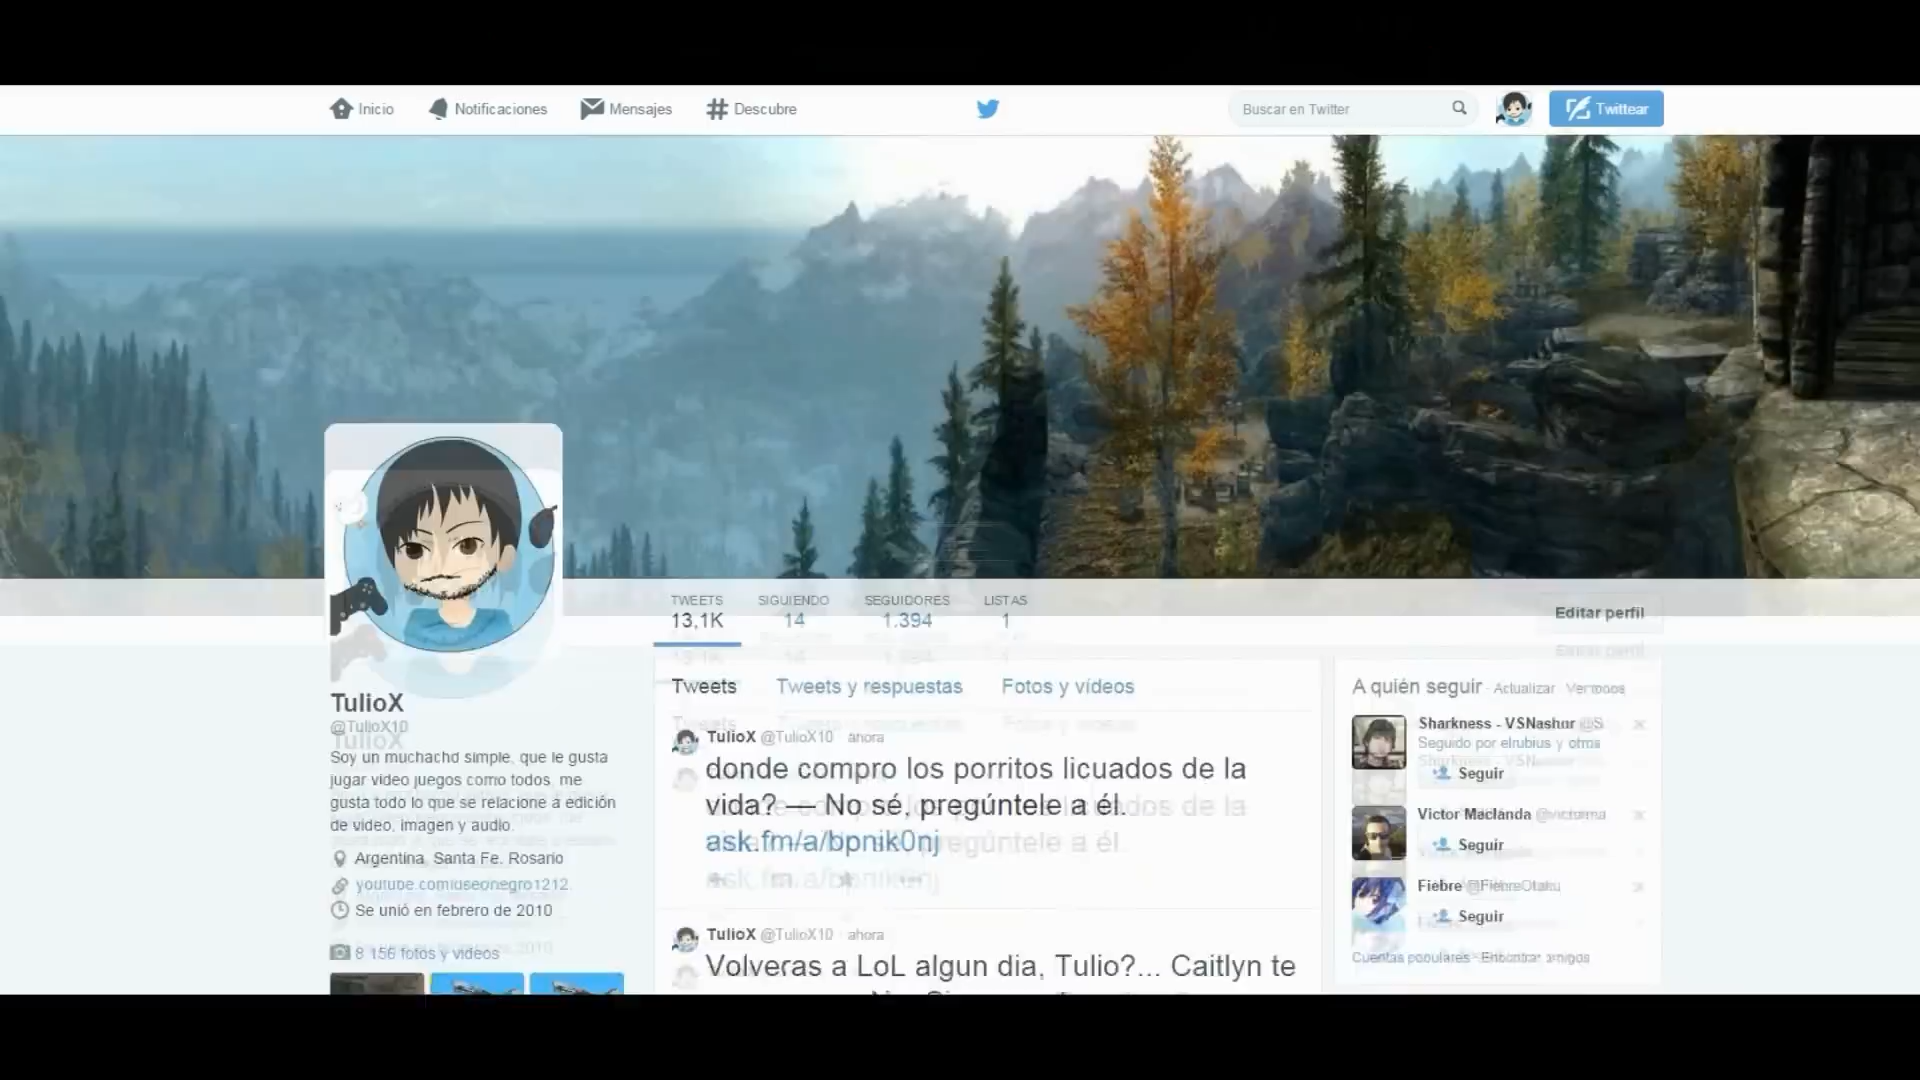 Inicio
Notificaciones
Mensajes
Descubre
Buscar en Twitter
Twittear
TWEETS
13,1K
SIGUIENDO
14
SEGUIDORES
1.394
LISTAS
1
Editar perfil
TulioX
@TulioX10
Soy un muchacho simple, que le gusta
jugar video juegos como todos, me
gusta todo lo que se relacione a edición
de video, imagen y audio.
Argentina, Santa Fe. Rosario
youtube.com/useonegro1212
Se unió en febrero de 2010
8 156 fotos y videos
Tweets
Tweets y respuestas
Fotos y vídeos
TulioX @TulioX10 ahora
donde compro los porritos licuados de la
vida? — No sé, pregúntele a él.
ask.fm/a/bpnik0nj
TulioX @TulioX10 ahora
Volveras a LoL algun dia, Tulio?... Caitlyn te
A quién seguir · Actualizar · Ver todos
Sharkness - VSNashor @S
Seguido por elrubius y otros
Seguir
Victor Maclanda
Seguir
Fiebre @FiebreOtaku
Seguir
Cuentas populares · Encontrar amigos